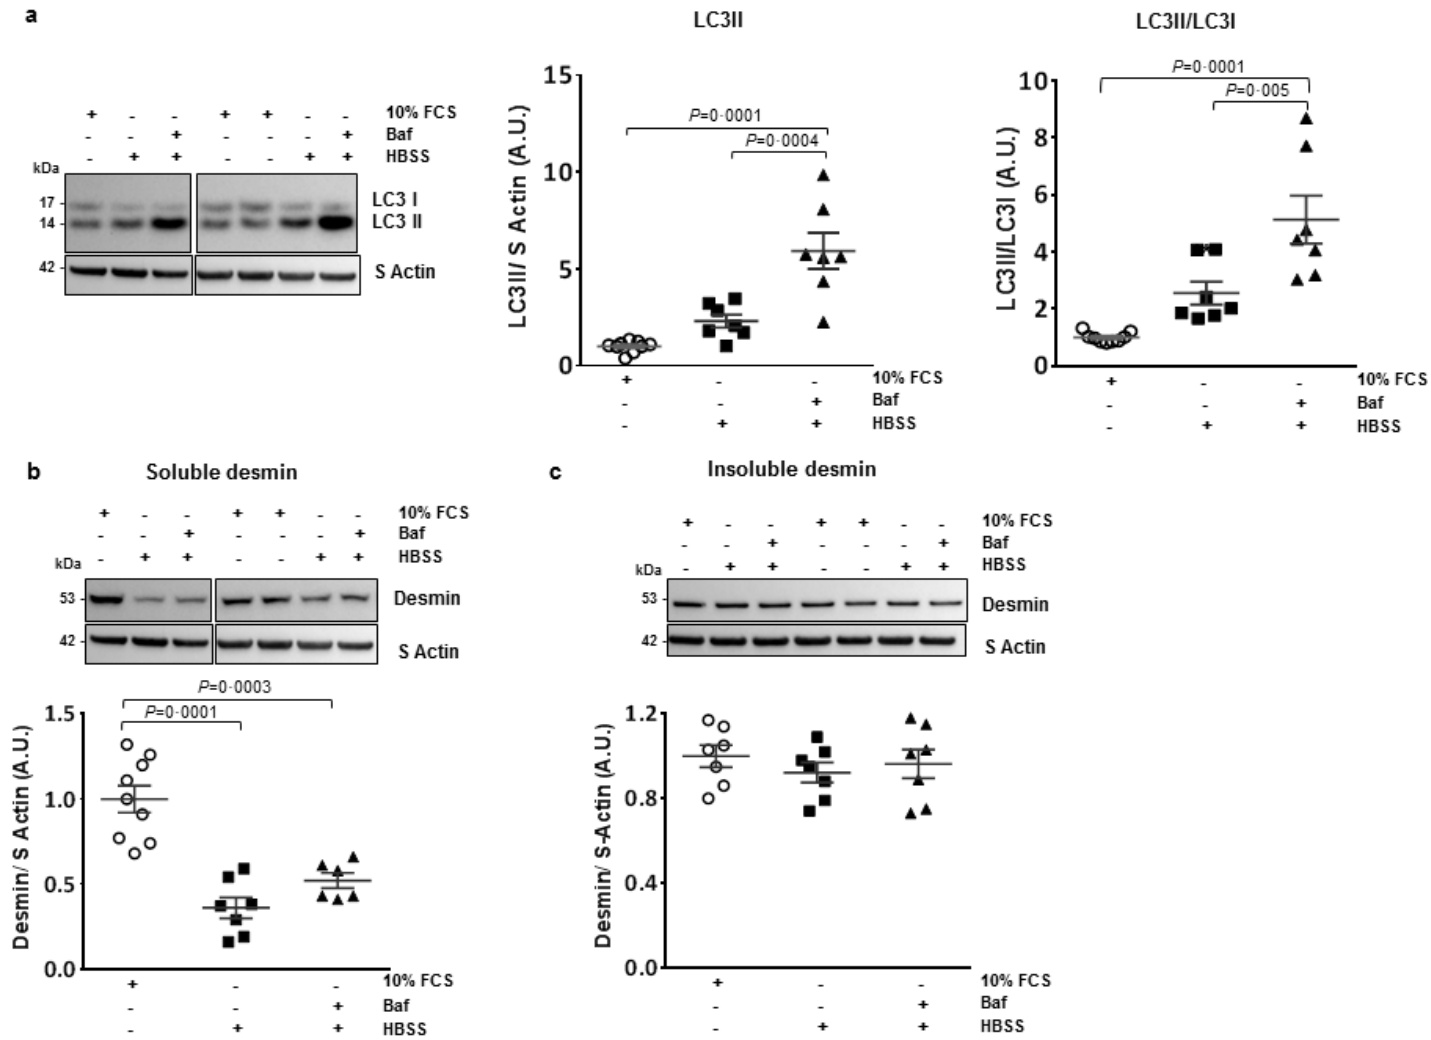 a
LC3II
LC3II/LC3I
+ - - + + - - 10% FCS
- - + - - - + Baf
- + + - - + + HBSS
kDa
17 - LC3 I
14 - LC3 II
42 - S Actin
LC3II/ S Actin (A.U.)
15
10
5
0
P=0·0001
P=0·0004
+ - - 10% FCS
- - + Baf
- + + HBSS
LC3II/LC3I (A.U.)
10
8
6
4
2
0
P=0·0001
P=0·005
+ - - 10% FCS
- - + Baf
- + + HBSS
b
Soluble desmin
+ - - + + - - 10% FCS
- - + - - - + Baf
- + + - - + + HBSS
kDa
53 - Desmin
42 - S Actin
Desmin/ S Actin (A.U.)
1.5
1.0
0.5
0.0
P=0·0003
P=0·0001
+ - - 10% FCS
- - + Baf
- + + HBSS
c
Insoluble desmin
+ - - + + - - 10% FCS
- - + - - - + Baf
- + + - - + + HBSS
kDa
53 - Desmin
42 - S Actin
Desmin/ S-Actin (A.U.)
1.2
0.8
0.4
0.0
+ - - 10% FCS
- - + Baf
- + + HBSS